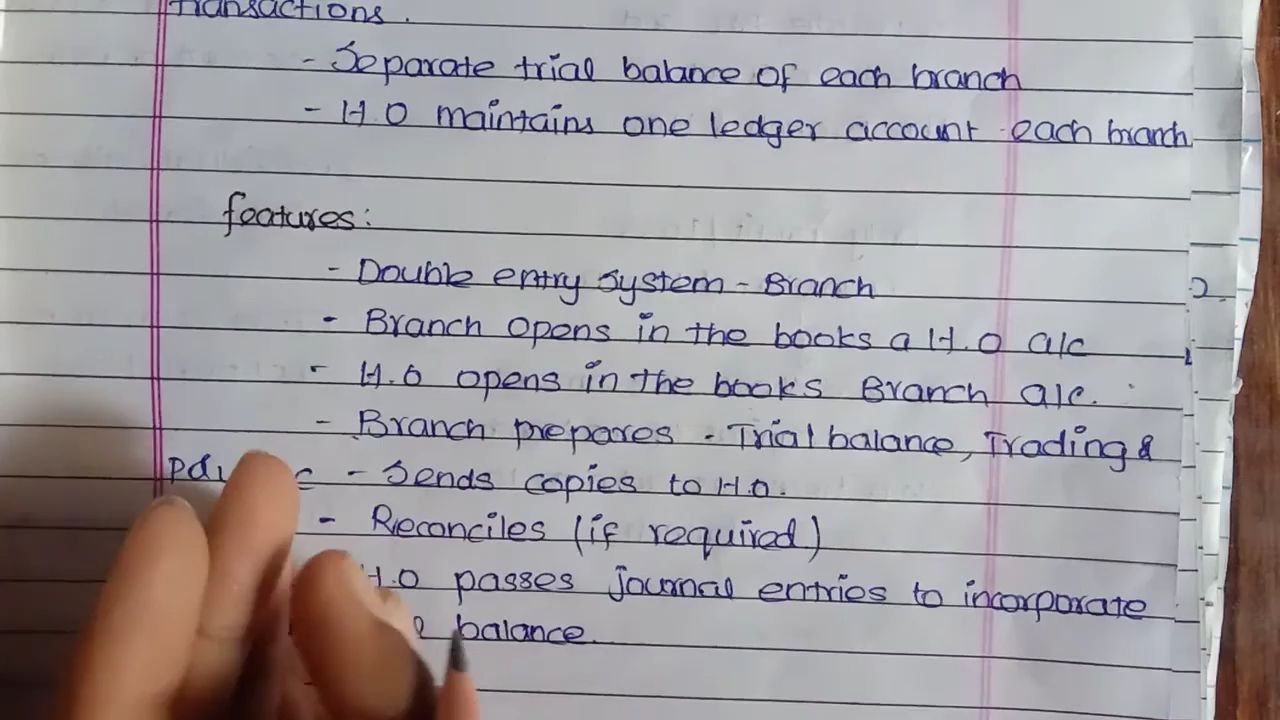 transactions.
- Separate trial balance of each branch
- H.O maintains one ledger account each branch
features:
- Double entry system - Branch
2.
- Branch opens in the books a H.O a/c
- H.O opens in the books Branch a/c.
- Branch prepares - Trial balance, Trading &
- Sends copies to H.O.
- Reconciles (if required)
H.O passes journal entries to incorporate
balance.